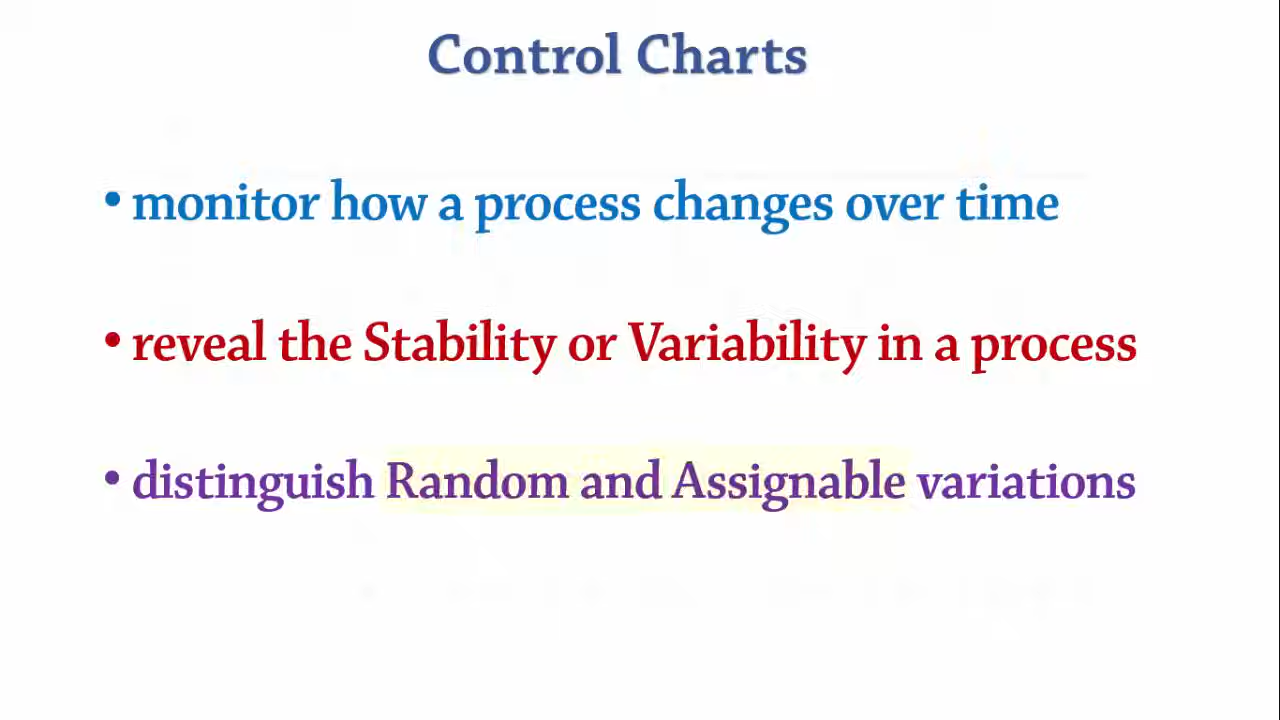 Control Charts
• monitor how a process changes over time
• reveal the Stability or Variability in a process
• distinguish Random and Assignable variations